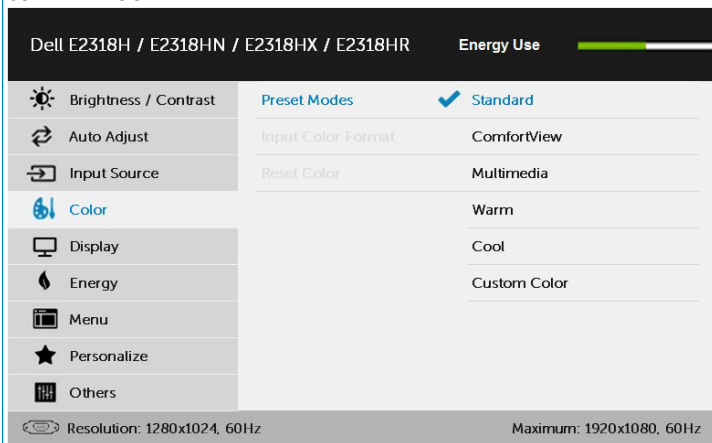 Dell E2318H / E2318HN / E2318HX / E2318HR Energy Use
Brightness / Contrast Preset Modes Standard
Auto Adjust Input Color Format ComfortView
Input Source Reset Color Multimedia
Color Warm
Display Cool
Energy Custom Color
Menu
Personalize
Others
Resolution: 1280x1024, 60Hz Maximum: 1920x1080, 60Hz